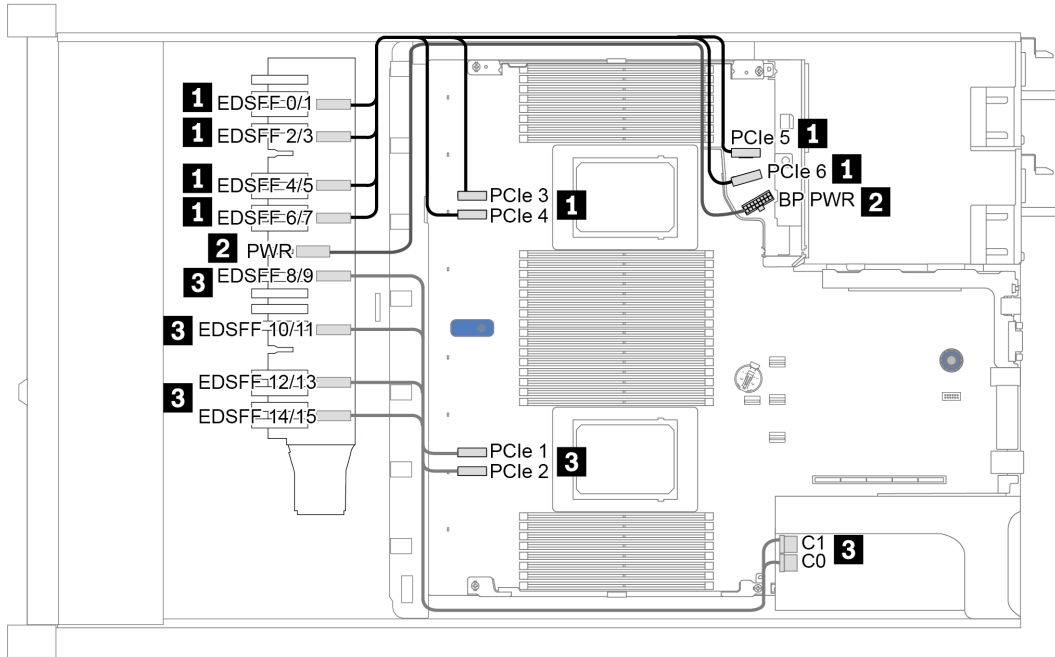 1 EDSFF 0/1
1 EDSFF 2/3
1 EDSFF 4/5
1 EDSFF 6/7
2 PWR
3 EDSFF 8/9
3 EDSFF 10/11
3 EDSFF 12/13
EDSFF 14/15
PCIe 3
PCIe 4 1
PCIe 5 1
PCIe 6 1
BP PWR 2
PCIe 1
PCIe 2 3
C1 3
C0